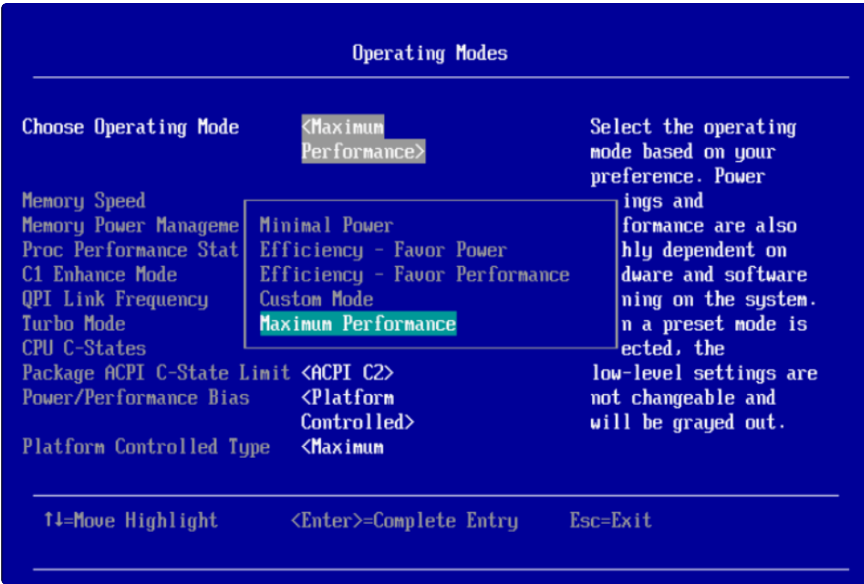 Operating Modes
Choose Operating Mode <Maximum Performance>
Select the operating
mode based on your
preference. Power
ings and
formance are also
hly dependent on
dware and software
ning on the system.
n a preset mode is
ected, the
low-level settings are
not changeable and
will be grayed out.
Memory Speed
Memory Power Manageme
Proc Performance Stat
C1 Enhance Mode
QPI Link Frequency
Turbo Mode
CPU C-States
Package ACPI C-State Limit <ACPI C2>
Power/Performance Bias <Platform
Controlled>
Platform Controlled Type <Maximum
Minimal Power
Efficiency - Favor Power
Efficiency - Favor Performance
Custom Mode
Maximum Performance
↑↓=Move Highlight <Enter>=Complete Entry Esc=Exit